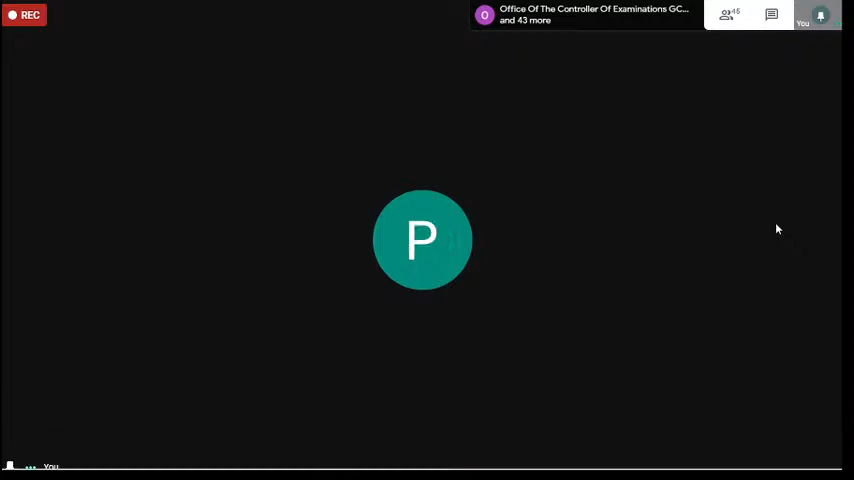 REC
O
Office Of The Controller Of Examinations GC...
and 43 more
45
You
P
You